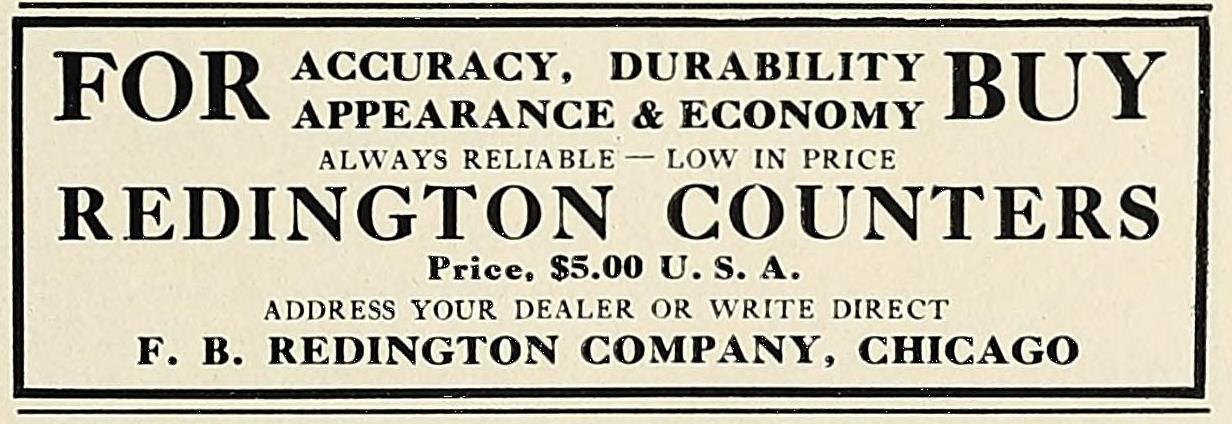 FOR ACCURACY, DURABILITY APPEARANCE & ECONOMY BUY
ALWAYS RELIABLE — LOW IN PRICE
REDINGTON COUNTERS
Price, $5.00 U. S. A.
ADDRESS YOUR DEALER OR WRITE DIRECT
F. B. REDINGTON COMPANY, CHICAGO